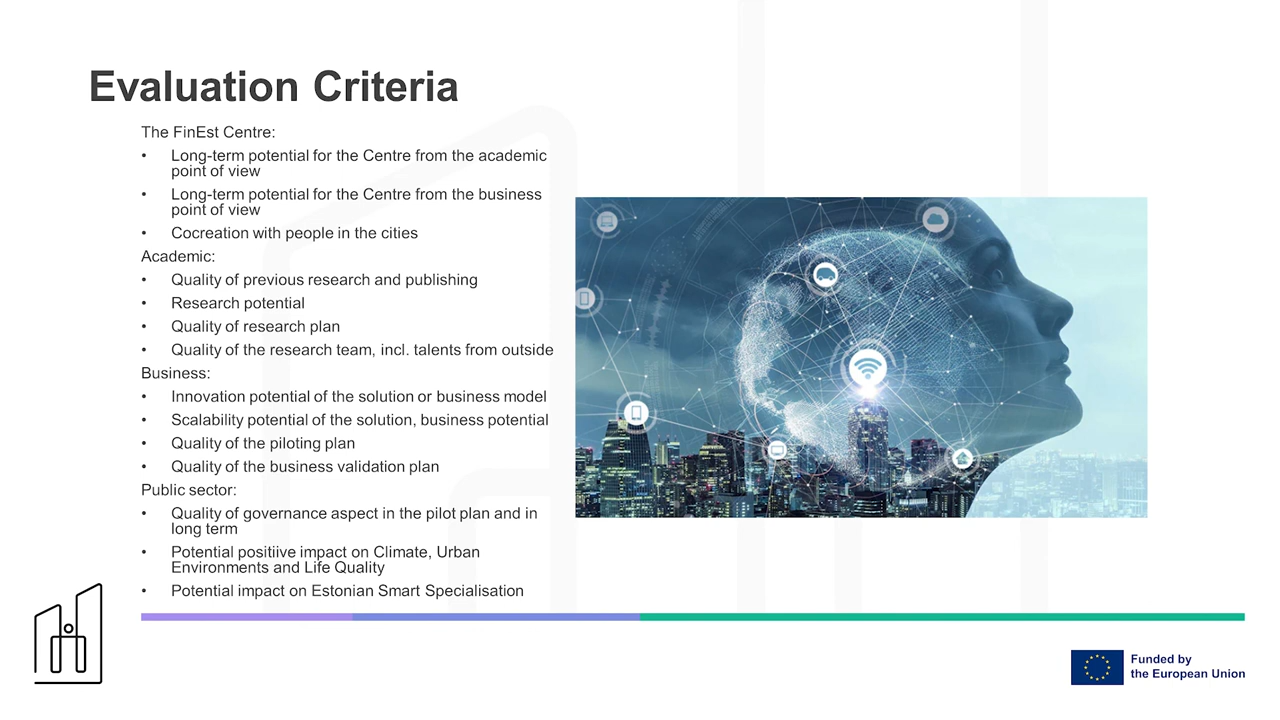 Evaluation Criteria
The FinEst Centre:
• Long-term potential for the Centre from the academic
point of view
• Long-term potential for the Centre from the business
point of view
• Cocreation with people in the cities
Academic:
• Quality of previous research and publishing
• Research potential
• Quality of research plan
• Quality of the research team, incl. talents from outside
Business:
• Innovation potential of the solution or business model
• Scalability potential of the solution, business potential
• Quality of the piloting plan
• Quality of the business validation plan
Public sector:
• Quality of governance aspect in the pilot plan and in
long term
• Potential positiive impact on Climate, Urban
Environments and Life Quality
• Potential impact on Estonian Smart Specialisation
Funded by
the European Union